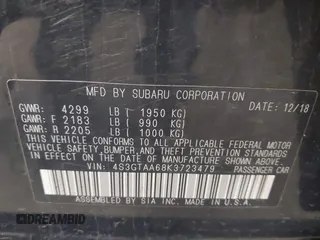 MFD BY SUBARU CORPORATION DATE: 12/18
GVWR: 4299 LB [ 1950 KG]
GAWR: F 2183 LB [ 990 KG]
GAWR: R 2205 LB [ 1000 KG]
THIS VEHICLE CONFORMS TO ALL APPLICABLE FEDERAL MOTOR
VEHICLE SAFETY, BUMPER, AND THEFT PREVENTION STANDARDS
IN EFFECT ON THE DATE OF MANUFACTURE SHOWN ABOVE.
VIN: 4S3GTAA68K3723479 PASSENGER CAR
ASSEMBLED BY SIA INC. IN U.S.A.
DREAMBID